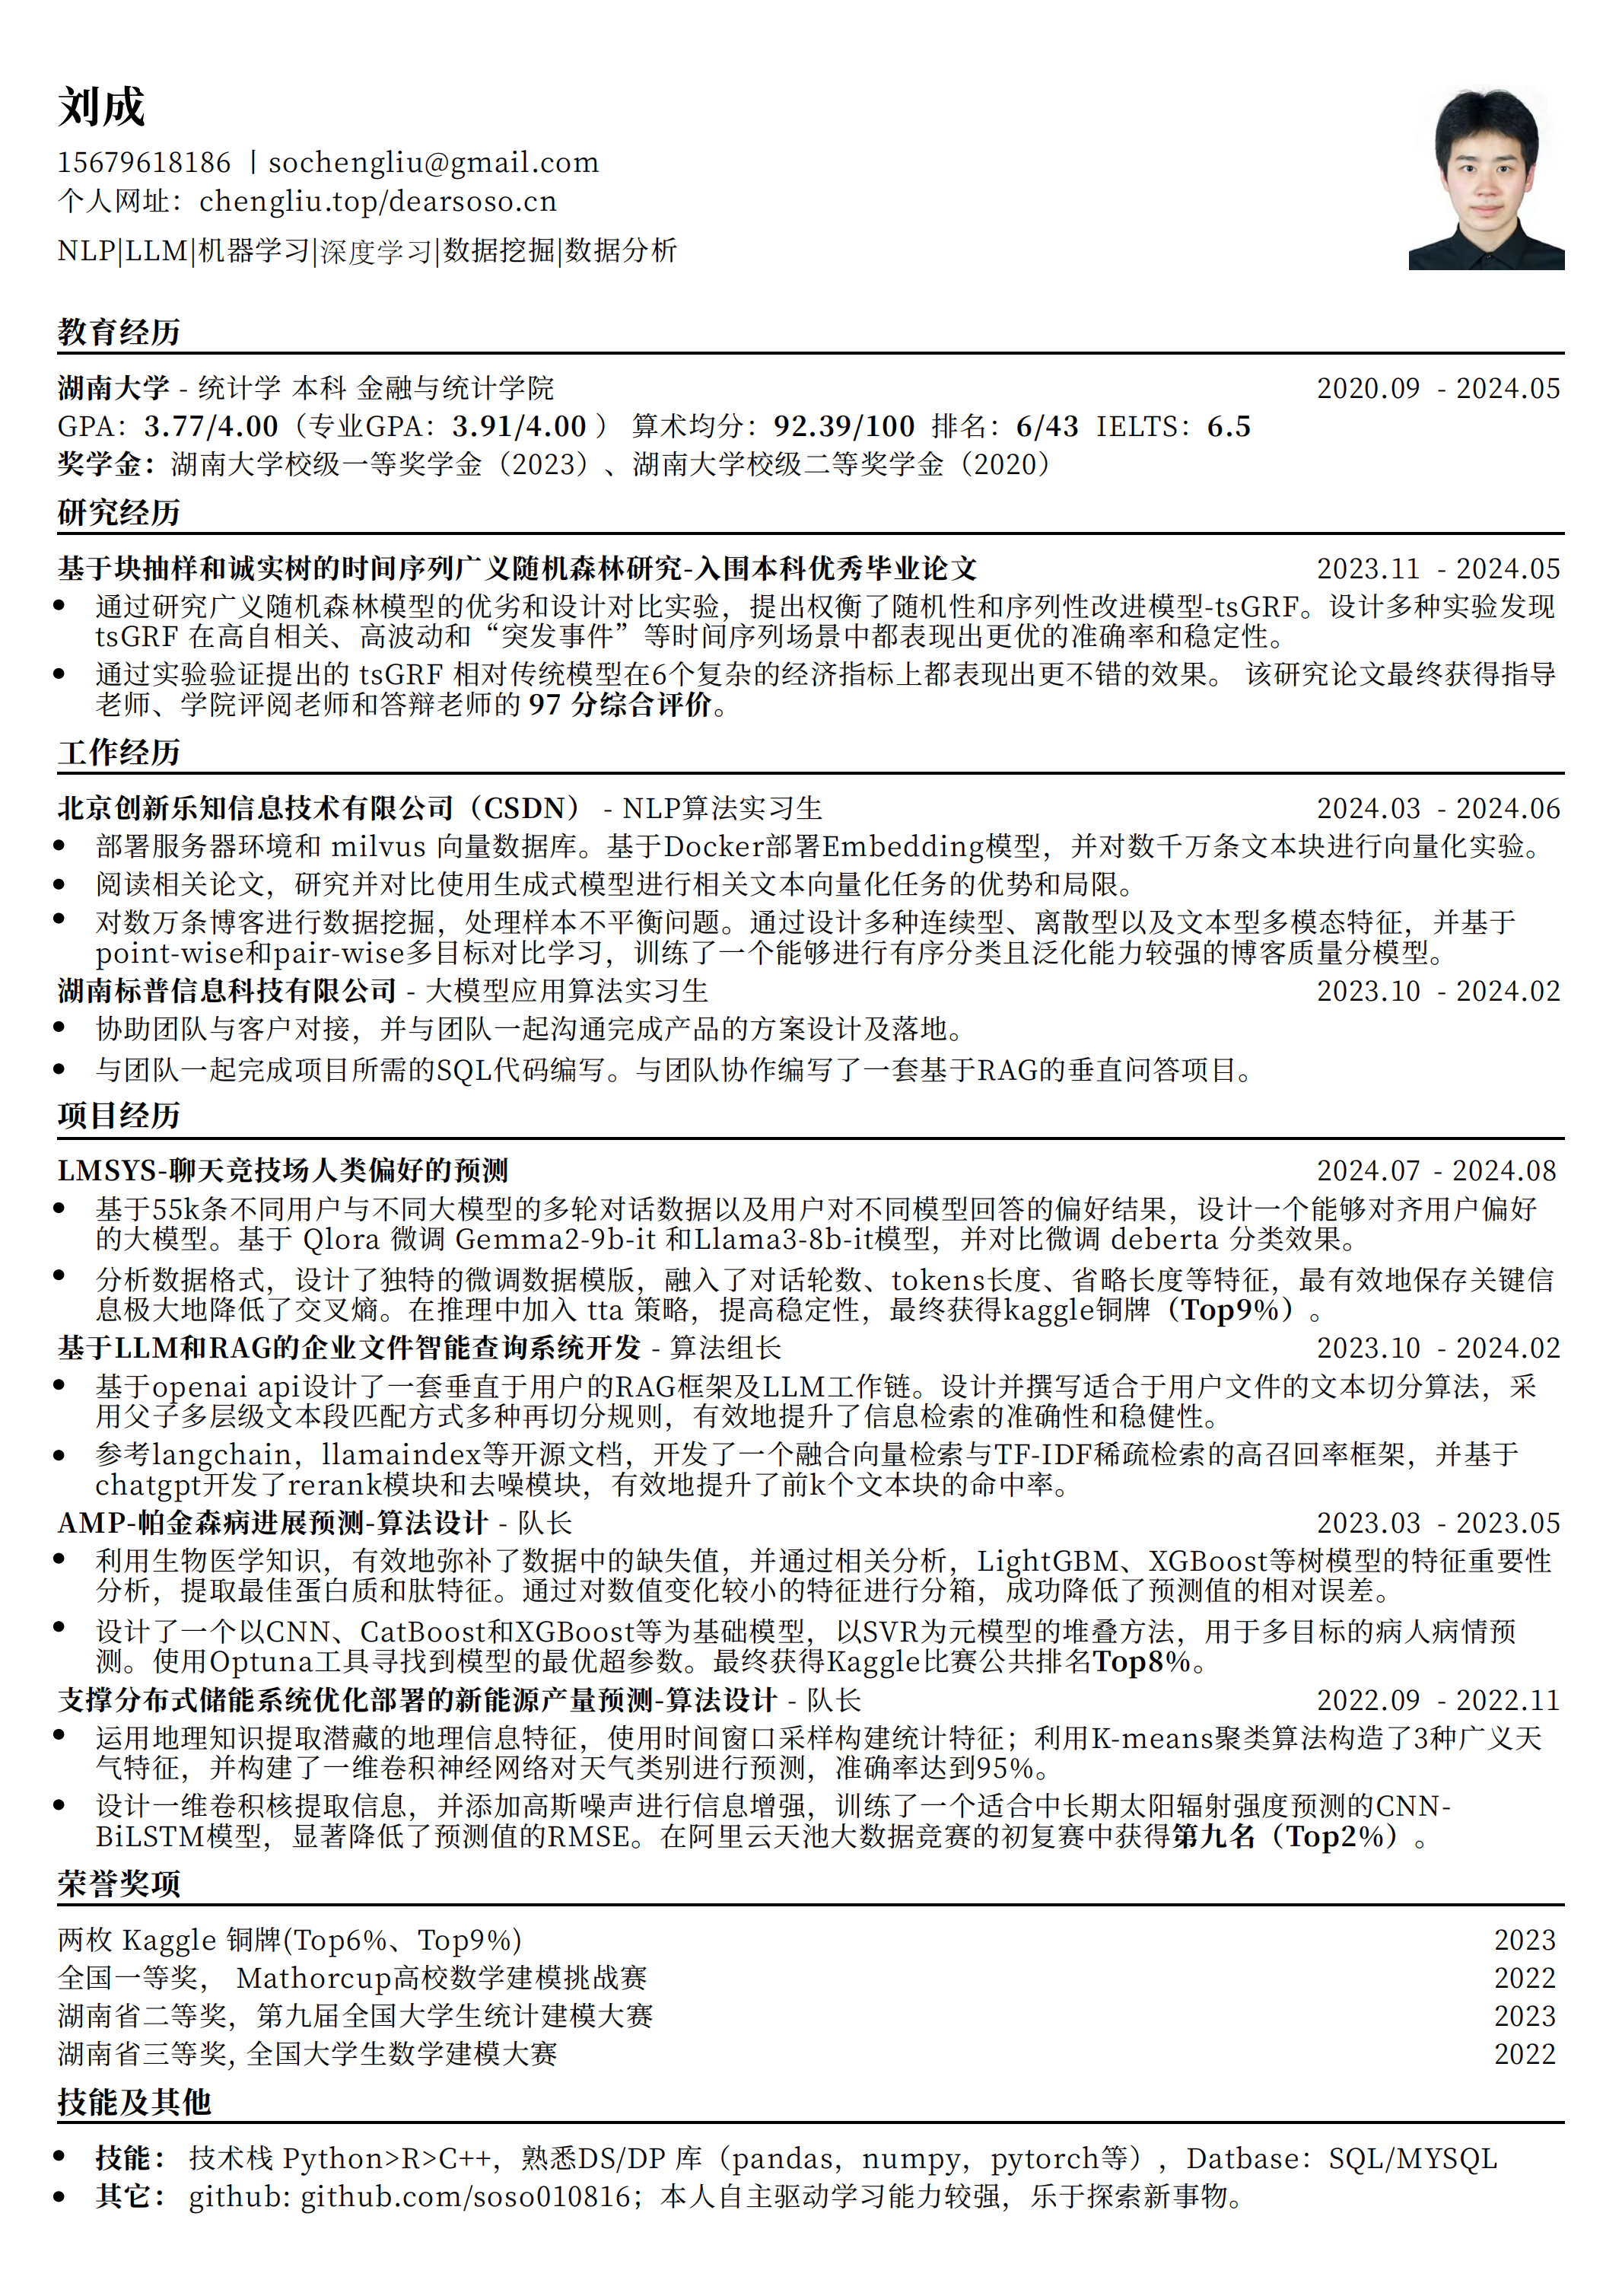 刘成
15679618186 | sochengliu@gmail.com
个人网址：chengliu.top/dearsoso.cn
NLP|LLM|机器学习|深度学习|数据挖掘|数据分析
教育经历
湖南大学 - 统计学 本科 金融与统计学院 2020.09 - 2024.05
GPA：3.77/4.00（专业GPA：3.91/4.00 ） 算术均分：92.39/100 排名：6/43 IELTS：6.5
奖学金：湖南大学校级一等奖学金（2023）、湖南大学校级二等奖学金（2020）
研究经历
基于块抽样和诚实树的时间序列广义随机森林研究-入围本科优秀毕业论文 2023.11 - 2024.05
• 通过研究广义随机森林模型的优劣和设计对比实验，提出权衡了随机性和序列性改进模型-tsGRF。设计多种实验发现
tsGRF 在高自相关、高波动和“突发事件”等时间序列场景中都表现出更优的准确率和稳定性。
• 通过实验验证提出的 tsGRF 相对传统模型在6个复杂的经济指标上都表现出更不错的效果。 该研究论文最终获得指导
老师、学院评阅老师和答辩老师的 97 分综合评价。
工作经历
北京创新乐知信息技术有限公司（CSDN） - NLP算法实习生 2024.03 - 2024.06
• 部署服务器环境和 milvus 向量数据库。基于Docker部署Embedding模型，并对数千万条文本块进行向量化实验。
• 阅读相关论文，研究并对比使用生成式模型进行相关文本向量化任务的优势和局限。
• 对数万条博客进行数据挖掘，处理样本不平衡问题。通过设计多种连续型、离散型以及文本型多模态特征，并基于
point-wise和pair-wise多目标对比学习，训练了一个能够进行有序分类且泛化能力较强的博客质量分模型。
湖南标普信息科技有限公司 - 大模型应用算法实习生 2023.10 - 2024.02
• 协助团队与客户对接，并与团队一起沟通完成产品的方案设计及落地。
• 与团队一起完成项目所需的SQL代码编写。与团队协作编写了一套基于RAG的垂直问答项目。
项目经历
LMSYS-聊天竞技场人类偏好的预测 2024.07 - 2024.08
• 基于55k条不同用户与不同大模型的多轮对话数据以及用户对不同模型回答的偏好结果，设计一个能够对齐用户偏好
的大模型。基于 Qlora 微调 Gemma2-9b-it 和Llama3-8b-it模型，并对比微调 deberta 分类效果。
• 分析数据格式，设计了独特的微调数据模版，融入了对话轮数、tokens长度、省略长度等特征，最有效地保存关键信
息极大地降低了交叉熵。在推理中加入 tta 策略，提高稳定性，最终获得kaggle铜牌（Top9%）。
基于LLM和RAG的企业文件智能查询系统开发 - 算法组长 2023.10 - 2024.02
• 基于openai api设计了一套垂直于用户的RAG框架及LLM工作链。设计并撰写适合于用户文件的文本切分算法，采
用父子多层级文本段匹配方式多种再切分规则，有效地提升了信息检索的准确性和稳健性。
• 参考langchain，llamaindex等开源文档，开发了一个融合向量检索与TF-IDF稀疏检索的高召回率框架，并基于
chatgpt开发了rerank模块和去噪模块，有效地提升了前k个文本块的命中率。
AMP-帕金森病进展预测-算法设计 - 队长 2023.03 - 2023.05
• 利用生物医学知识，有效地弥补了数据中的缺失值，并通过相关分析，LightGBM、XGBoost等树模型的特征重要性
分析，提取最佳蛋白质和肽特征。通过对数值变化较小的特征进行分箱，成功降低了预测值的相对误差。
• 设计了一个以CNN、CatBoost和XGBoost等为基础模型，以SVR为元模型的堆叠方法，用于多目标的病人病情预
测。使用Optuna工具寻找到模型的最优超参数。最终获得Kaggle比赛公共排名Top8%。
支撑分布式储能系统优化部署的新能源产量预测-算法设计 - 队长 2022.09 - 2022.11
• 运用地理知识提取潜藏的地理信息特征，使用时间窗口采样构建统计特征；利用K-means聚类算法构造了3种广义天
气特征，并构建了一维卷积神经网络对天气类别进行预测，准确率达到95%。
• 设计一维卷积核提取信息，并添加高斯噪声进行信息增强，训练了一个适合中长期太阳辐射强度预测的CNN-
BiLSTM模型，显著降低了预测值的RMSE。在阿里云天池大数据竞赛的初复赛中获得第九名（Top2%）。
荣誉奖项
两枚 Kaggle 铜牌(Top6%、Top9%) 2023
全国一等奖， Mathorcup高校数学建模挑战赛 2022
湖南省二等奖，第九届全国大学生统计建模大赛 2023
湖南省三等奖, 全国大学生数学建模大赛 2022
技能及其他
• 技能： 技术栈 Python>R>C++，熟悉DS/DP 库（pandas，numpy，pytorch等），Datbase：SQL/MYSQL
• 其它： github: github.com/soso010816；本人自主驱动学习能力较强，乐于探索新事物。